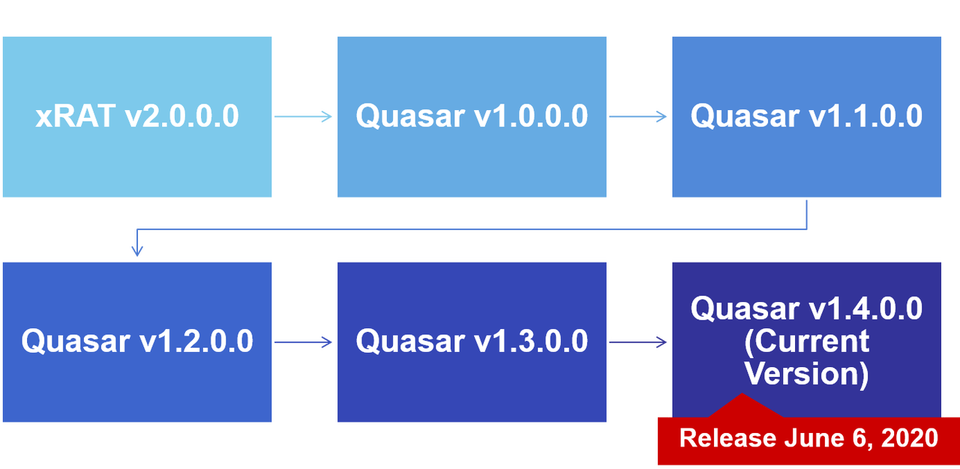 xRAT v2.0.0.0
Quasar v1.0.0.0
Quasar v1.1.0.0
Quasar v1.2.0.0
Quasar v1.3.0.0
Quasar v1.4.0.0
(Current
Version)
Release June 6, 2020